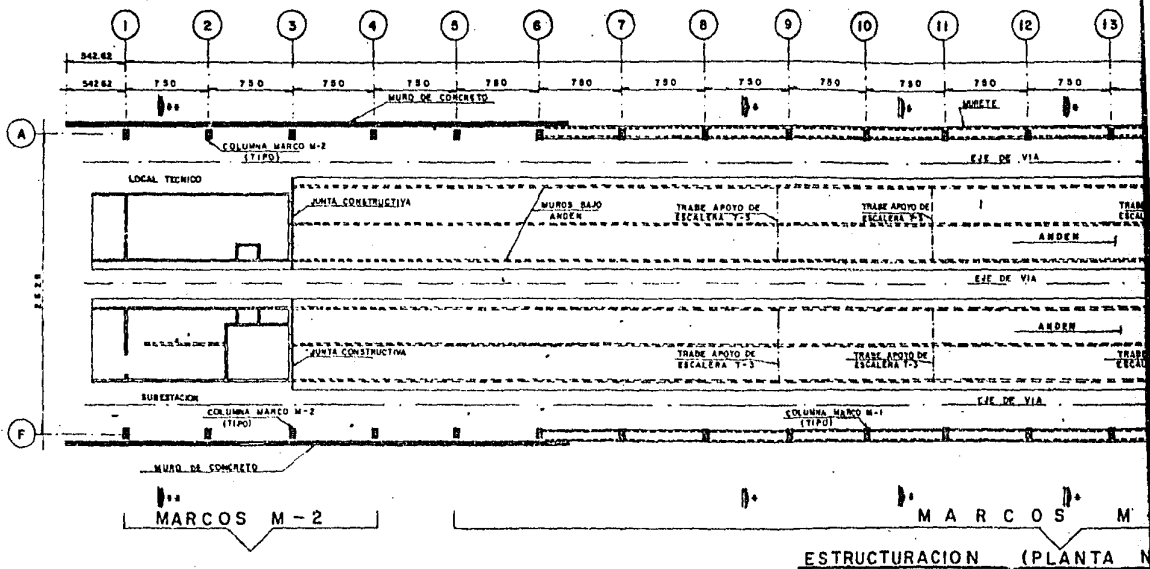 1 2 3 4 5 6 7 8 9 10 11 12 13
542.62
542.62 750 750 750 750 750 750 750 750 750 750 750
MURO DE CONCRETO
MURETE
A
COLUMNA MARCO M-2
(TIPO)
EJE DE VIA
LOCAL TECNICO
JUNTA CONSTRUCTIVA
MUROS BAJO
ANDEN
TRABE APOYO DE
ESCALERA T-3
TRABE APOYO DE
ESCALERA T-3
TRABE
ESCAL
ANDEN
EJE DE VIA
ANDEN
JUNTA CONSTRUCTIVA
TRABE APOYO DE
ESCALERA T-3
TRABE APOYO DE
ESCALERA T-3
TRABE
ESCAL
SUBESTACION
EJE DE VIA
COLUMNA MARCO M-2
(TIPO)
COLUMNA MARCO M-1
(TIPO)
F
MURO DE CONCRETO
MARCOS M-2
MARCOS M
ESTRUCTURACION (PLANTA N